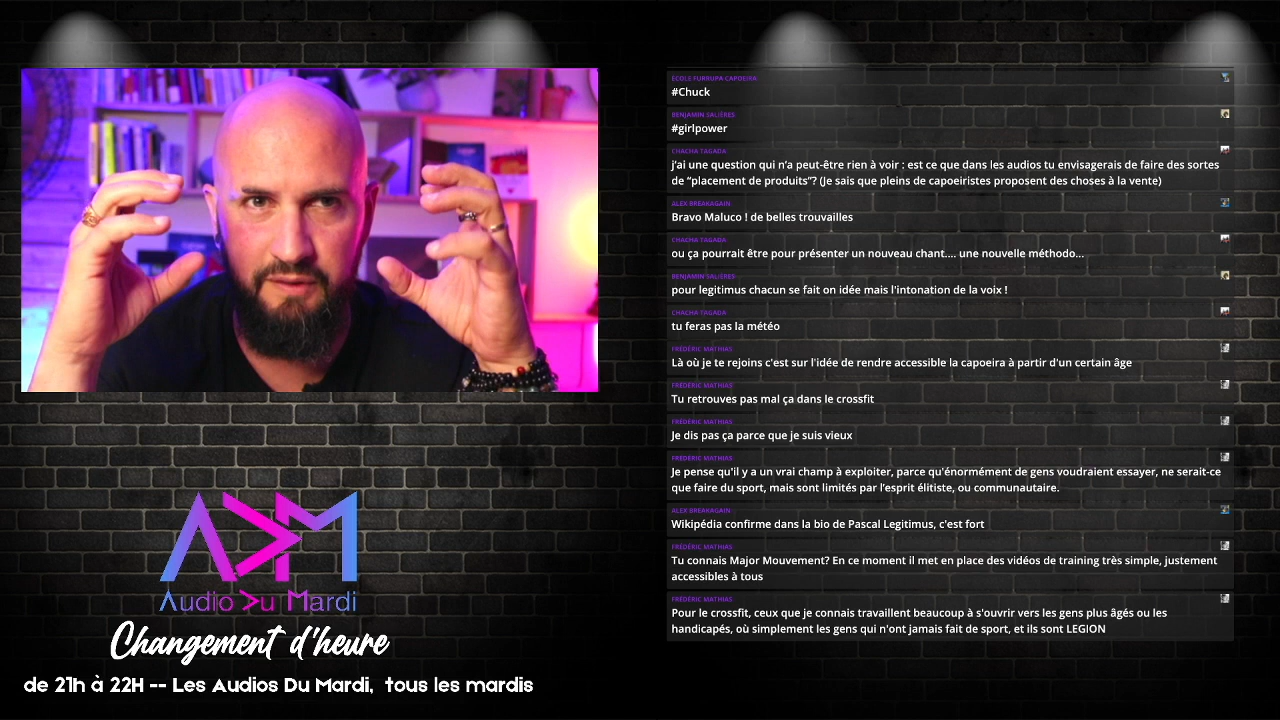 Audio Du Mardi
Changement d'heure
de 21h à 22H -- Les Audios Du Mardi, tous les mardis
ECOLE FURRUPA CAPOEIRA
#Chuck
BENJAMIN SALIÈRES
#girlpower
CHACHA TAGADA
j'ai une question qui n'a peut-être rien à voir : est ce que dans les audios tu envisagerais de faire des sortes
de “placement de produits”? (Je sais que pleins de capoeiristes proposent des choses à la vente)
ALEX BREAKAGAIN
Bravo Maluco ! de belles trouvailles
CHACHA TAGADA
ou ça pourrait être pour présenter un nouveau chant.... une nouvelle méthodo...
BENJAMIN SALIÈRES
pour legitimus chacun se fait on idée mais l'intonation de la voix !
CHACHA TAGADA
tu feras pas la météo
FRÉDÉRIC MATHIAS
Là où je te rejoins c'est sur l'idée de rendre accessible la capoeira à partir d'un certain âge
FRÉDÉRIC MATHIAS
Tu retrouves pas mal ça dans le crossfit
FRÉDÉRIC MATHIAS
Je dis pas ça parce que je suis vieux
FRÉDÉRIC MATHIAS
Je pense qu'il y a un vrai champ à exploiter, parce qu'énormément de gens voudraient essayer, ne serait-ce
que faire du sport, mais sont limités par l'esprit élitiste, ou communautaire.
ALEX BREAKAGAIN
Wikipédia confirme dans la bio de Pascal Legitimus, c'est fort
FRÉDÉRIC MATHIAS
Tu connais Major Mouvement? En ce moment il met en place des vidéos de training très simple, justement
accessibles à tous
FRÉDÉRIC MATHIAS
Pour le crossfit, ceux que je connais travaillent beaucoup à s'ouvrir vers les gens plus âgés ou les
handicapés, où simplement les gens qui n'ont jamais fait de sport, et ils sont LEGION